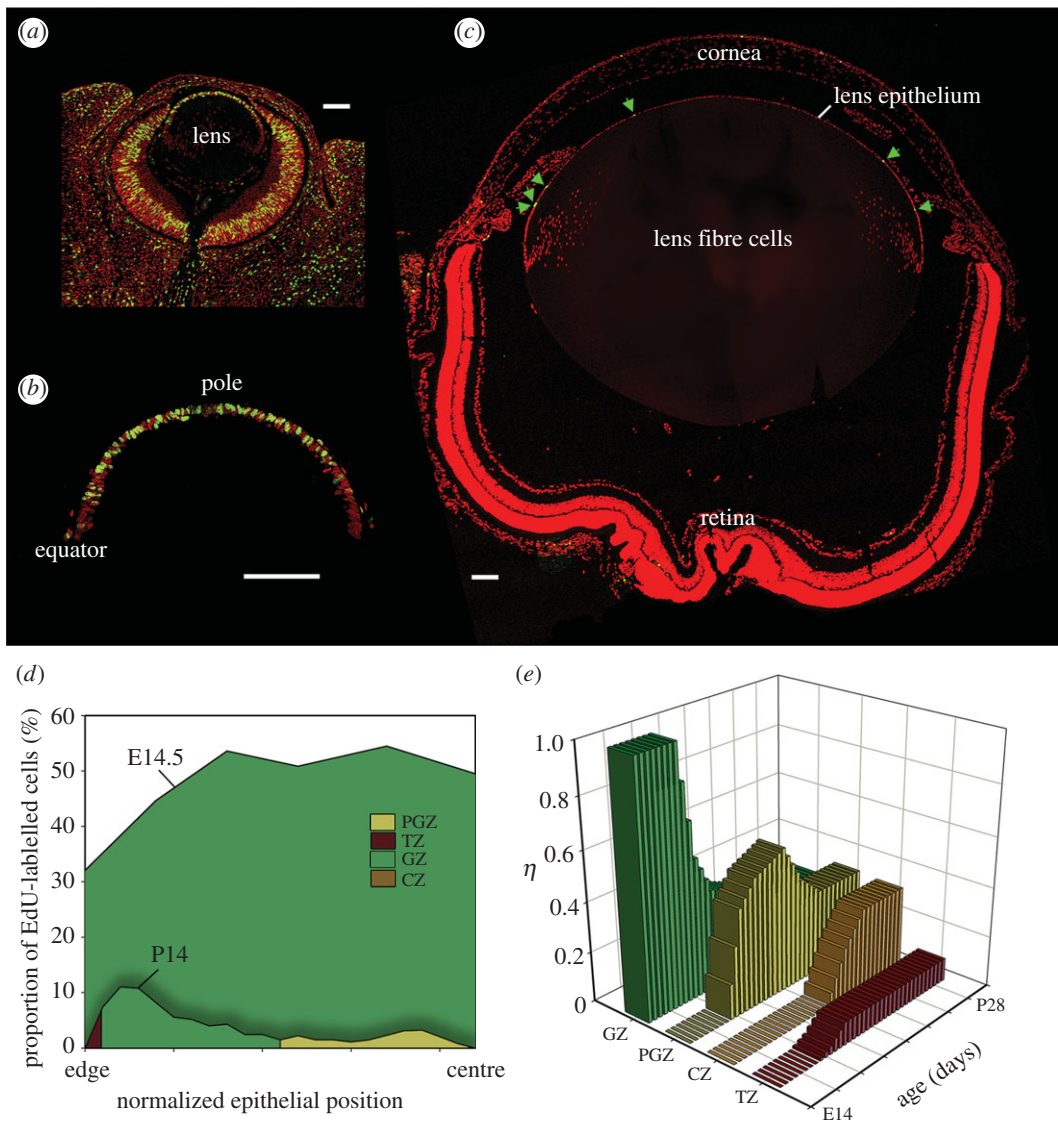 (a)
lens
(b)
pole
equator
(c)
cornea
lens epithelium
lens fibre cells
retina
(d)
proportion of EdU-lablelled cells (%)
60
50
40
30
20
10
0
E14.5
P14
PGZ
TZ
GZ
CZ
edge
centre
normalized epithelial position
(e)
η
1.0
0.8
0.6
0.4
0.2
0
GZ
PGZ
CZ
TZ
E14
age (days)
P28